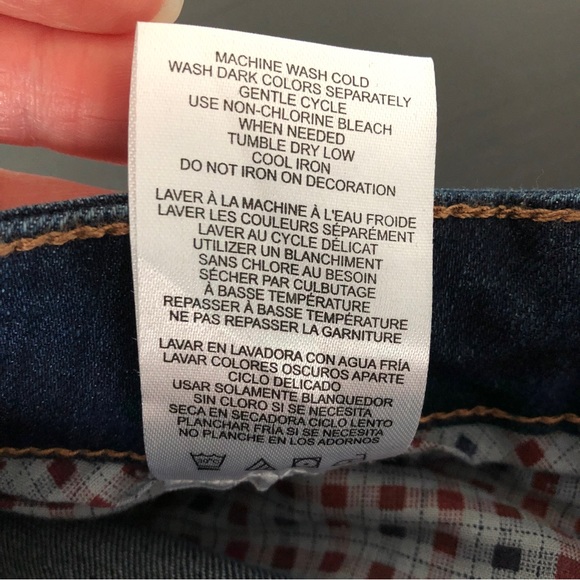 MACHINE WASH COLD
WASH DARK COLORS SEPARATELY
GENTLE CYCLE
USE NON-CHLORINE BLEACH
WHEN NEEDED
TUMBLE DRY LOW
COOL IRON
DO NOT IRON ON DECORATION
LAVER À LA MACHINE À L'EAU FROIDE
LAVER LES COULEURS SÉPARÉMENT
LAVER AU CYCLE DÉLICAT
UTILIZER UN BLANCHIMENT
SANS CHLORE AU BESOIN
SÉCHER PAR CULBUTAGE
À BASSE TEMPÉRATURE
REPASSER À BASSE TEMPÉRATURE
NE PAS REPASSER LA GARNITURE
LAVAR EN LAVADORA CON AGUA FRÍA
LAVAR COLORES OSCUROS APARTE
CICLO DELICADO
USAR SOLAMENTE BLANQUEDOR
SIN CLORO SI SE NECESITA
SECA EN SECADORA CICLO LENTO
PLANCHAR FRÍA SI SE NECESITA
NO PLANCHE EN LOS ADORNOS
30°C